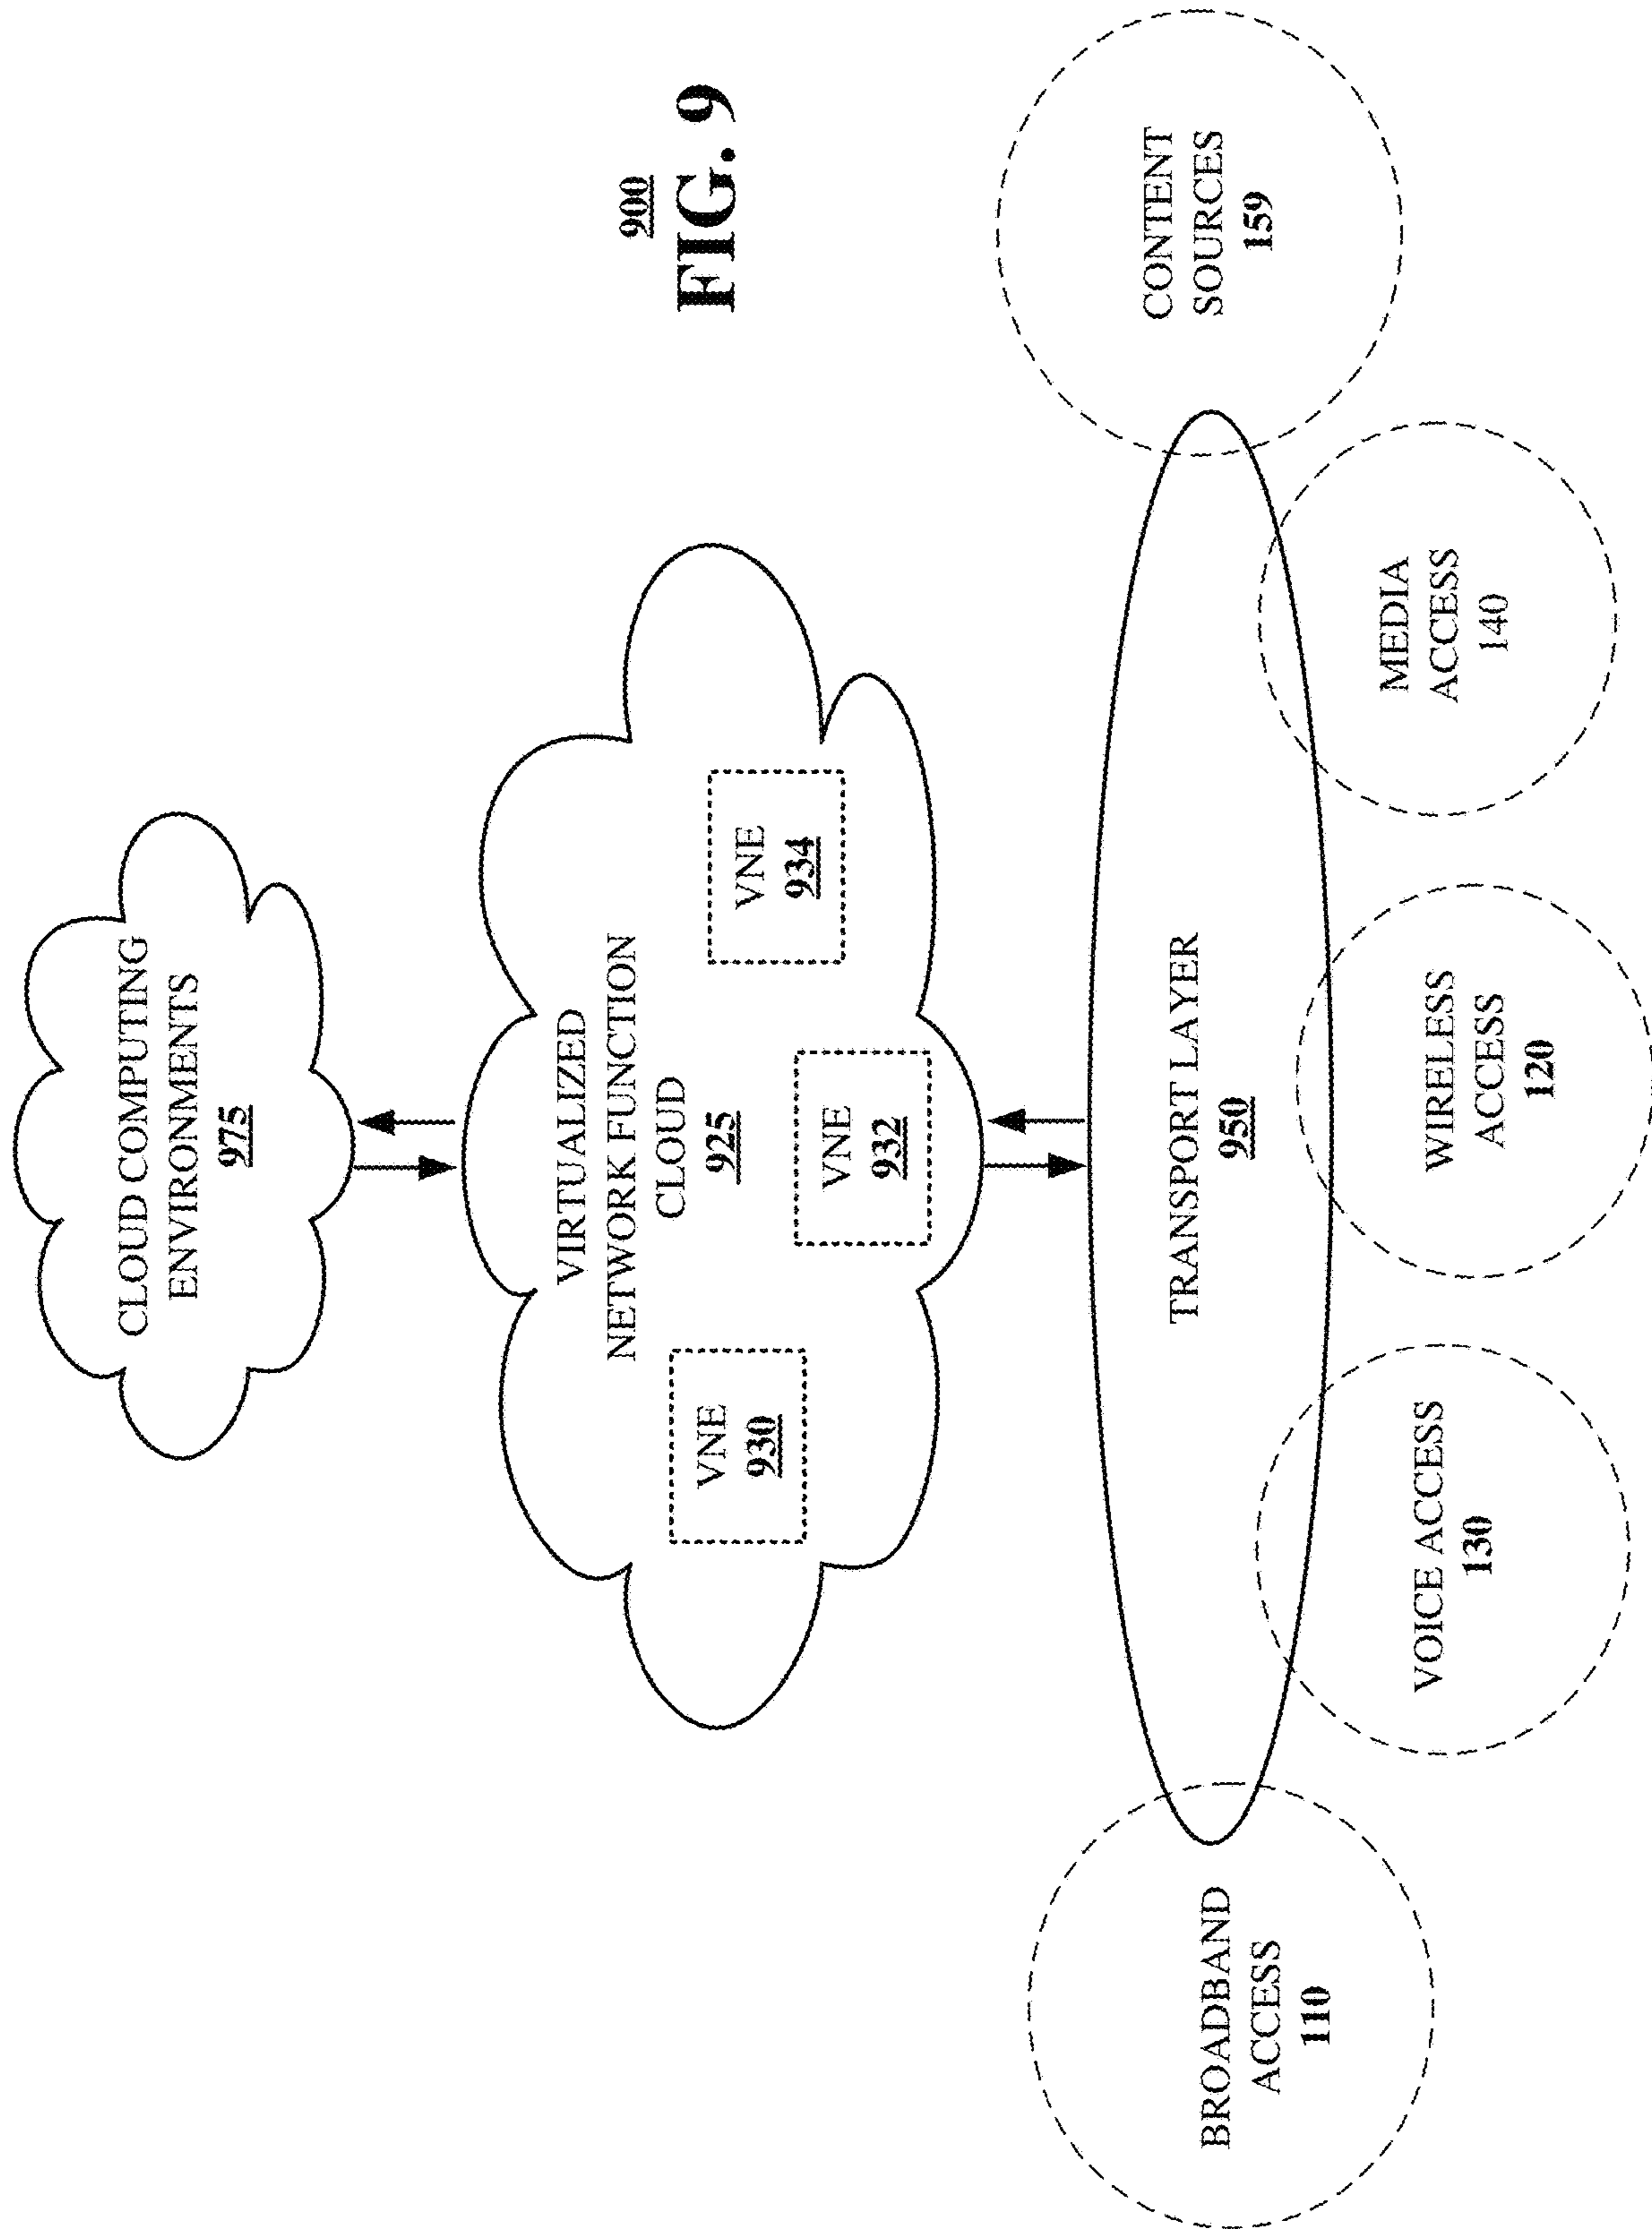 CLOUD COMPUTING
ENVIRONMENTS
975
VIRTUALIZED
NETWORK FUNCTION
CLOUD
925
VNE
930
VNE
932
VNE
934
900
FIG. 9
TRANSPORT LAYER
950
BROADBAND
ACCESS
110
VOICE ACCESS
130
WIRELESS
ACCESS
120
MEDIA
ACCESS
140
CONTENT
SOURCES
159